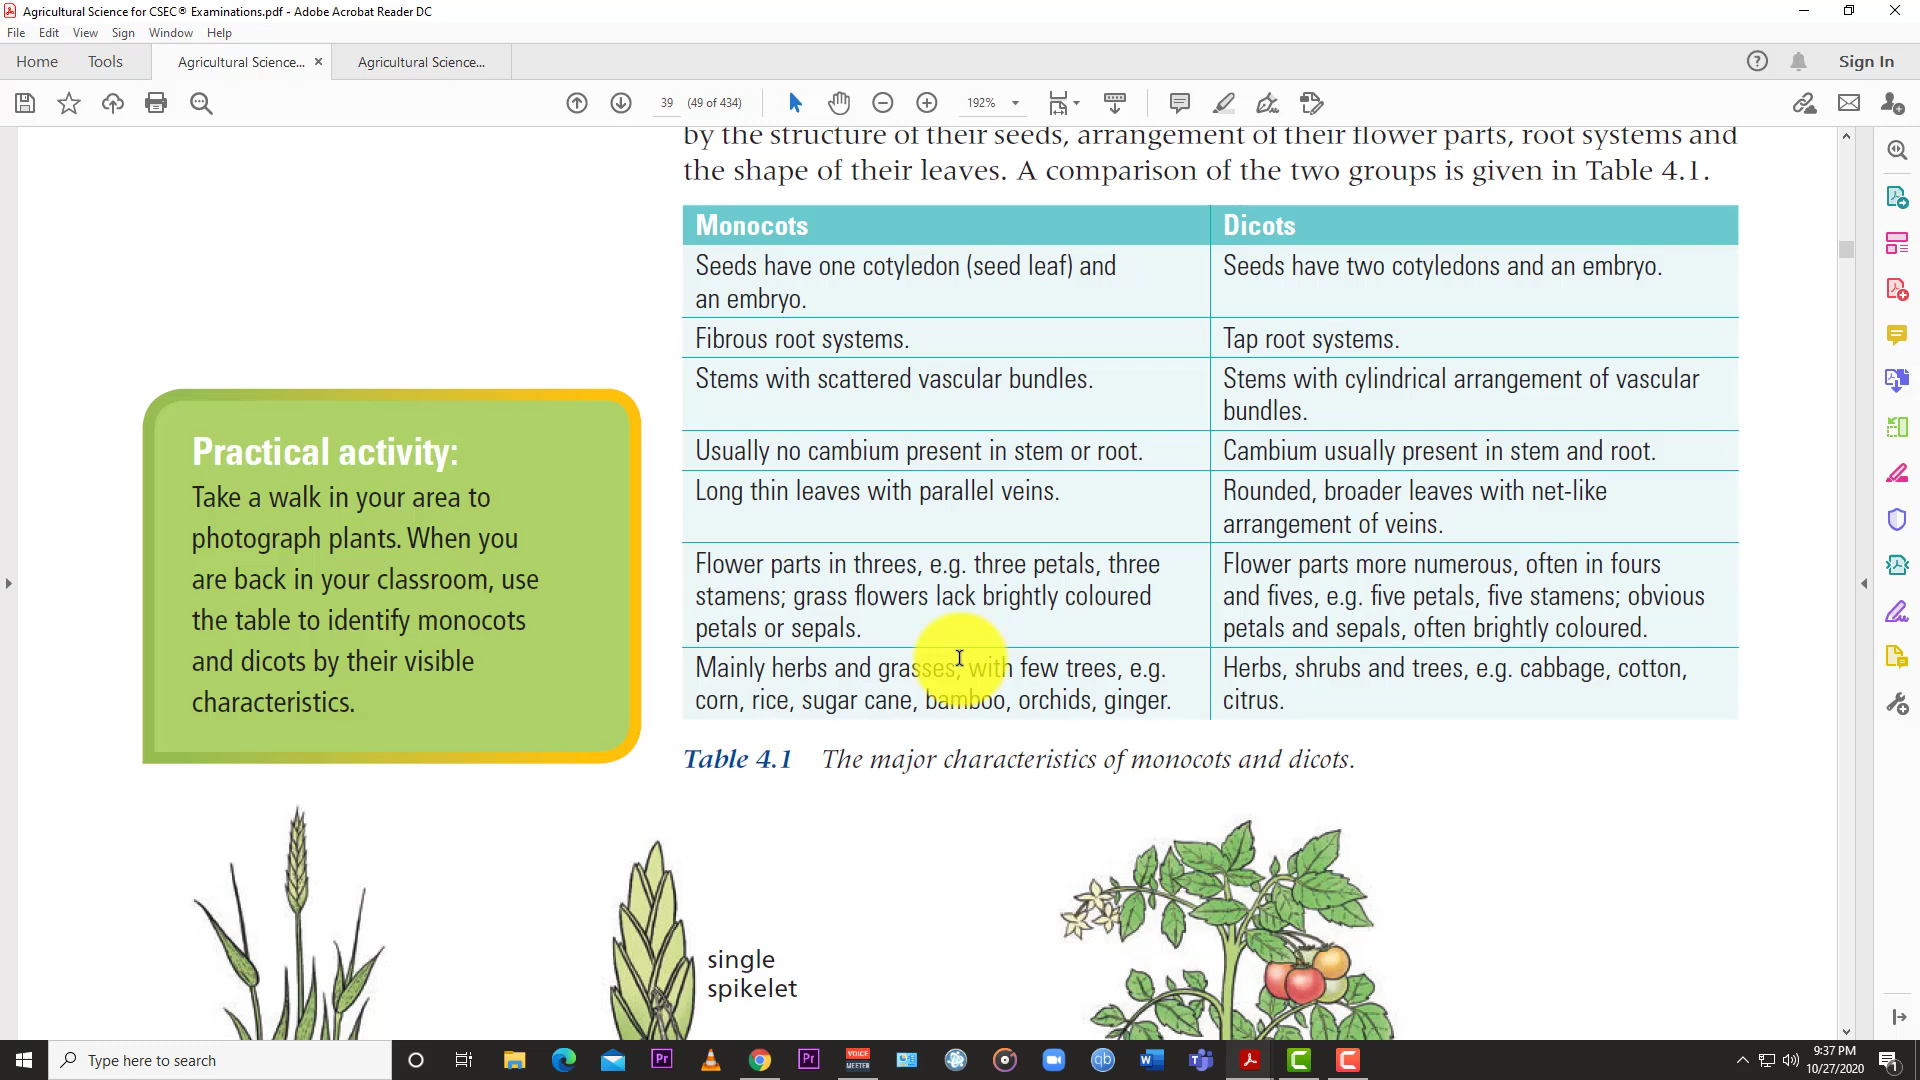 Agricultural Science for CSEC® Examinations.pdf - Adobe Acrobat Reader DC
File Edit View Sign Window Help
Home Tools Agricultural Science... × Agricultural Science... Sign In
39 (49 of 434) 192%
by the structure of their seeds, arrangement of their flower parts, root systems and
the shape of their leaves. A comparison of the two groups is given in Table 4.1.
Monocots Dicots
Seeds have one cotyledon (seed leaf) and
an embryo.
Seeds have two cotyledons and an embryo.
Fibrous root systems.
Tap root systems.
Stems with scattered vascular bundles.
Stems with cylindrical arrangement of vascular
bundles.
Usually no cambium present in stem or root.
Cambium usually present in stem and root.
Long thin leaves with parallel veins.
Rounded, broader leaves with net-like
arrangement of veins.
Flower parts in threes, e.g. three petals, three
stamens; grass flowers lack brightly coloured
petals or sepals.
Flower parts more numerous, often in fours
and fives, e.g. five petals, five stamens; obvious
petals and sepals, often brightly coloured.
Mainly herbs and grasses, with few trees, e.g.
corn, rice, sugar cane, bamboo, orchids, ginger.
Herbs, shrubs and trees, e.g. cabbage, cotton,
citrus.
Table 4.1 The major characteristics of monocots and dicots.
Practical activity:
Take a walk in your area to
photograph plants. When you
are back in your classroom, use
the table to identify monocots
and dicots by their visible
characteristics.
single
spikelet
Type here to search
Pr
Pr
VOICE
MEETER
qb
W
9:37 PM
10/27/2020
1